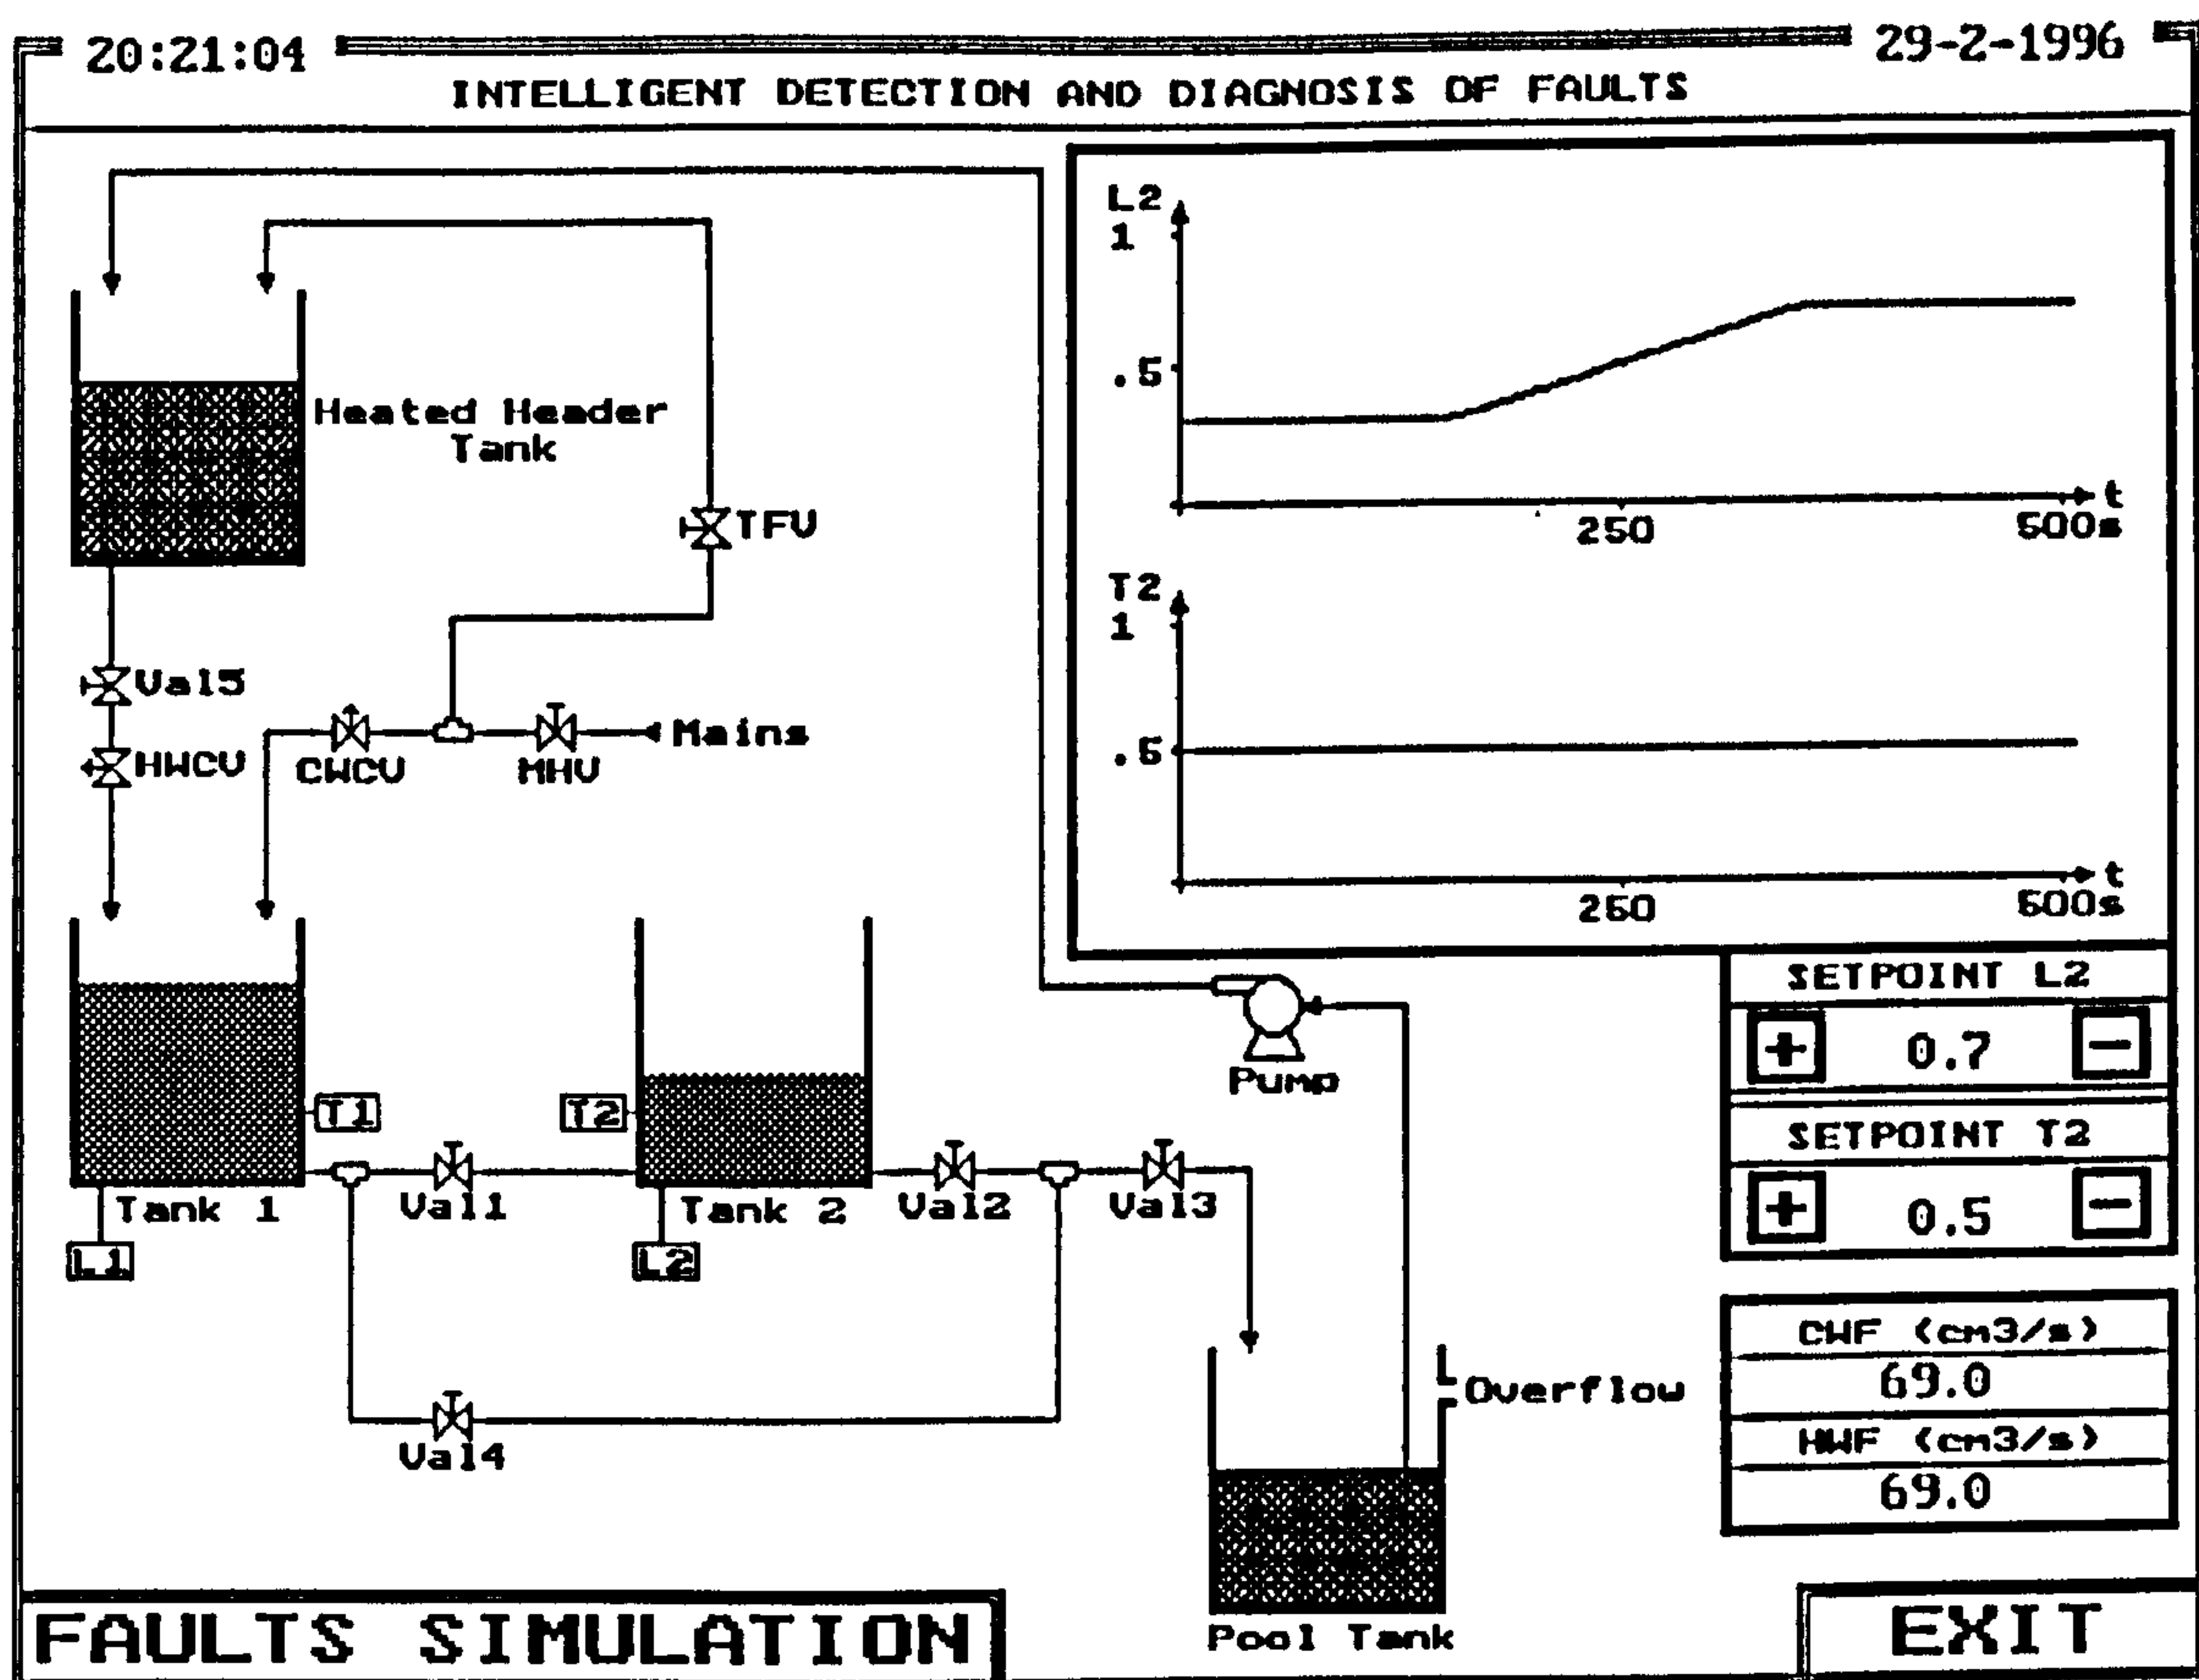 20:21:04
29-2-1996
INTELLIGENT DETECTION AND DIAGNOSIS OF FAULTS
L2
1
.5
250
t
500s
Heated Header
Tank
TFV
T2
1
.5
250
t
500s
Val5
HWCV
CWCV
MHV
Mains
SETPOINT L2
+ 0.7 −
SETPOINT T2
+ 0.5 −
Pump
T1
T2
Tank 1
Val1
Tank 2
Val2
Val3
L1
L2
Val4
Overflow
CWF (cm3/s)
69.0
HWF (cm3/s)
69.0
Pool Tank
FAULTS SIMULATION
EXIT